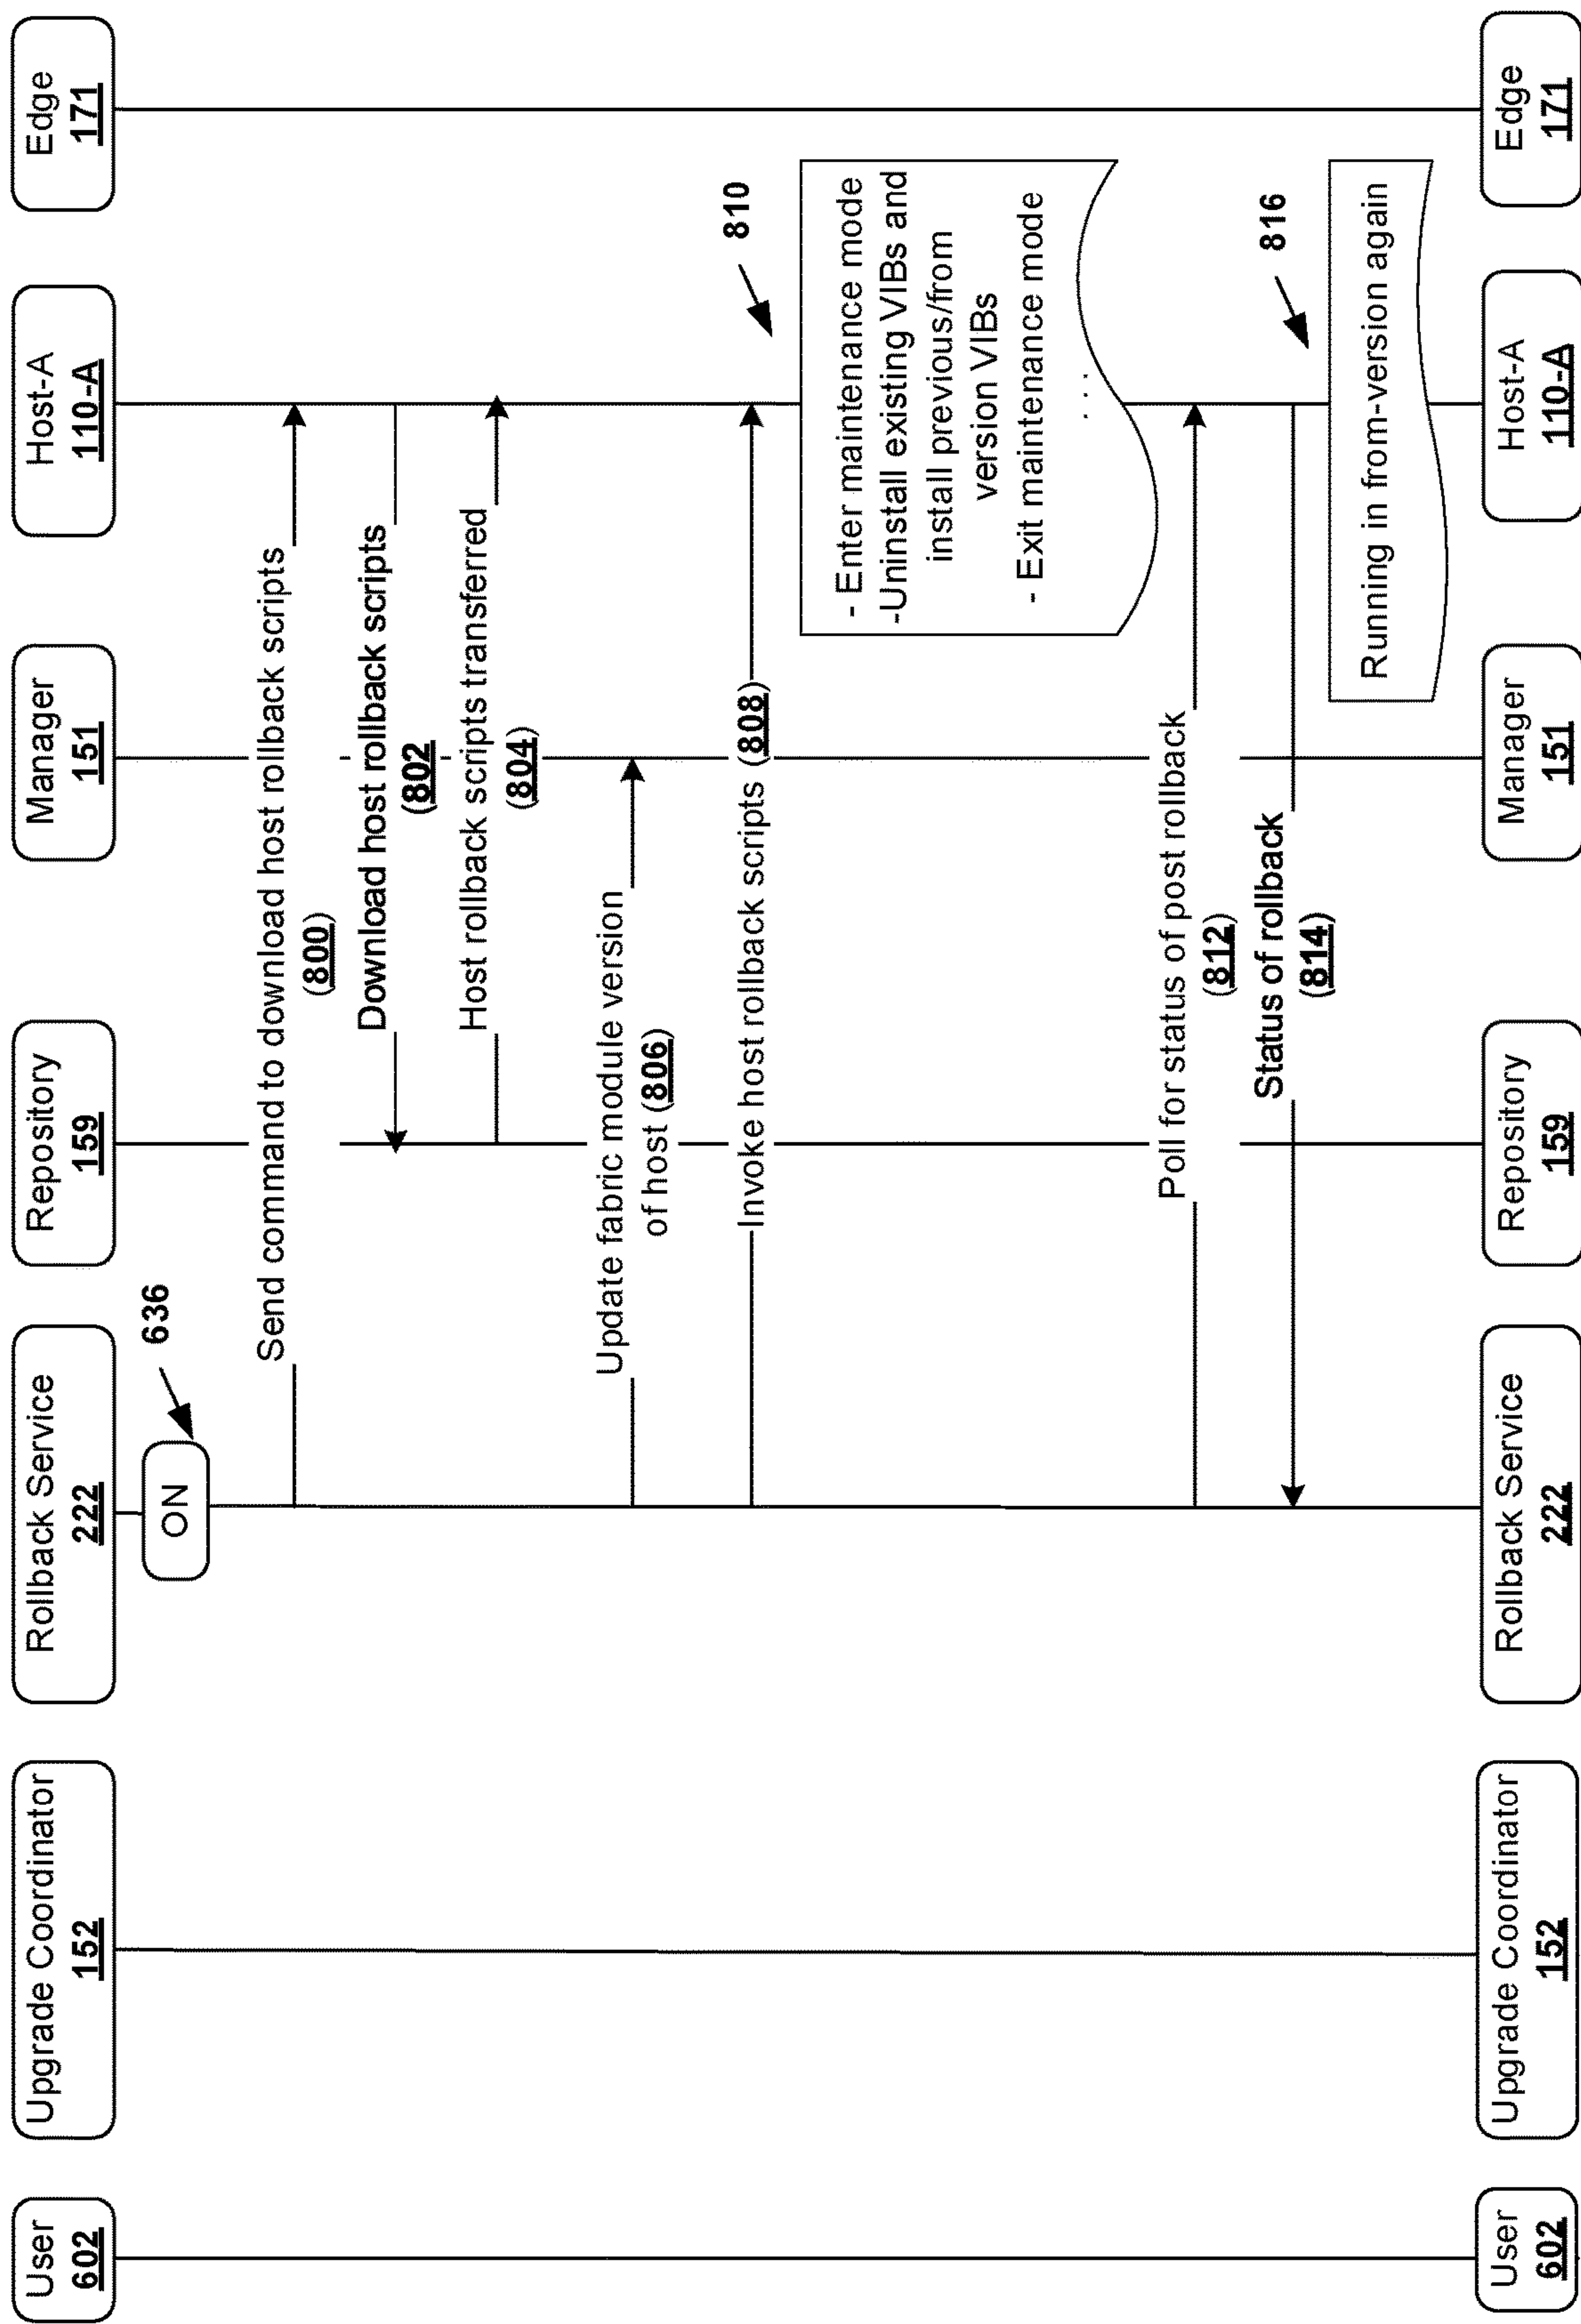 User
602
Upgrade Coordinator
152
Rollback Service
222
Repository
159
Manager
151
Host-A
110-A
Edge
171
ON
636
Send command to download host rollback scripts
(800)
Download host rollback scripts
(802
Host rollback scripts transferred
(804)
Update fabric module version
of host (806)
Invoke host rollback scripts (808)
810
- Enter maintenance mode
-Uninstall existing VIBs and
install previous/from
version VIBs
- Exit maintenance mode
...
Poll for status of post rollback
(812)
Status of rollback
(814)
816
Running in from-version again
User
602
Upgrade Coordinator
152
Rollback Service
222
Repository
159
Manager
151
Host-A
110-A
Edge
171